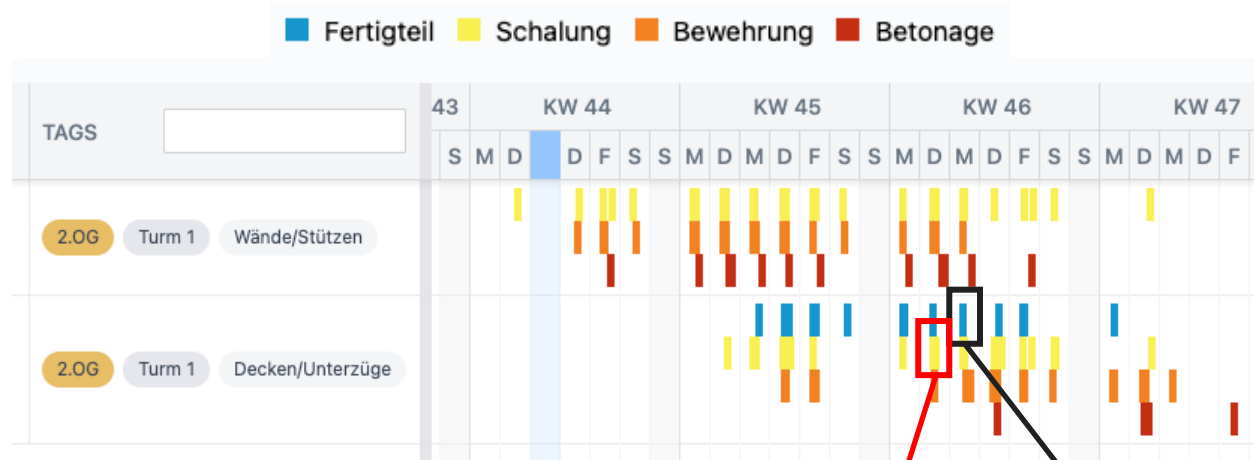 Fertigteil Schalung Bewehrung Betonage
TAGS
43 KW 44 KW 45 KW 46 KW 47
S M D D F S S M D M D F S S M D M D F S S M D M D F
2.OG Turm 1 Wände/Stützen
2.OG Turm 1 Decken/Unterzüge